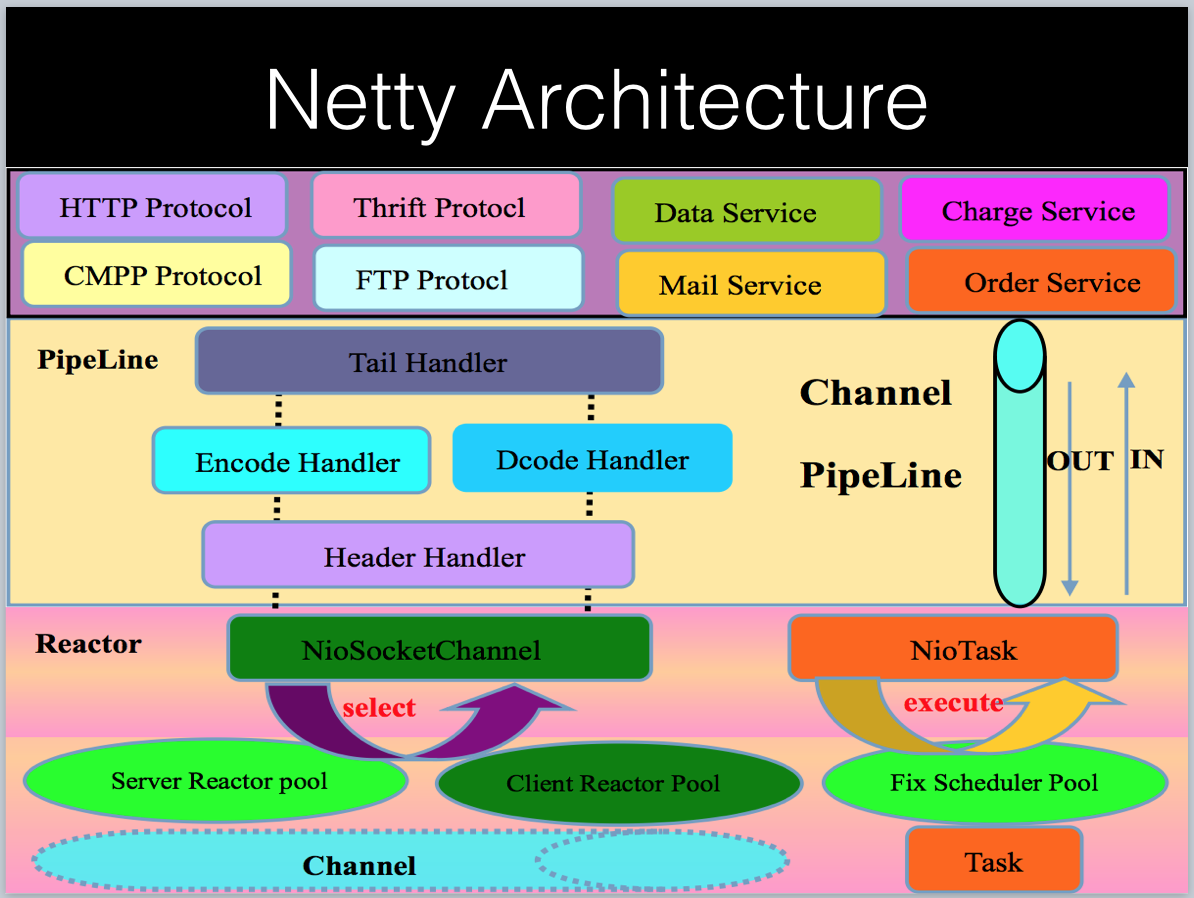 Netty Architecture
HTTP Protocol
Thrift Protocl
Data Service
Charge Service
CMPP Protocol
FTP Protocl
Mail Service
Order Service
PipeLine
Tail Handler
Encode Handler
Dcode Handler
Header Handler
Channel
PipeLine
OUT
IN
Reactor
NioSocketChannel
NioTask
select
execute
Server Reactor pool
Client Reactor Pool
Fix Scheduler Pool
Channel
Task